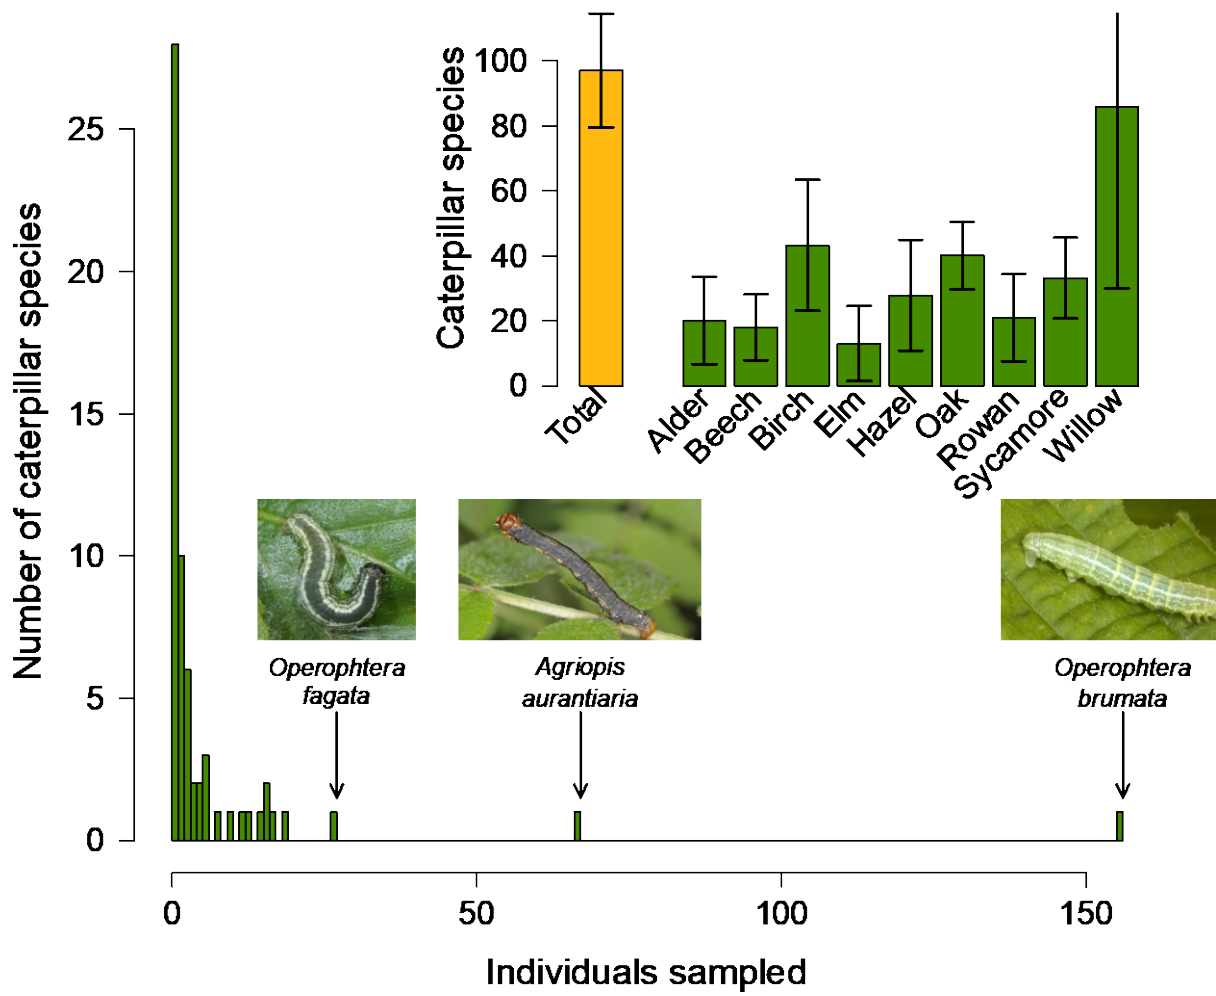 Number of caterpillar species
25
20
15
10
5
0
Caterpillar species
100
80
60
40
20
0
Total
Alder
Beech
Birch
Elm
Hazel
Oak
Rowan
Sycamore
Willow
Operophtera
fagata
Agriopis
aurantiaria
Operophtera
brumata
0
50
100
150
Individuals sampled